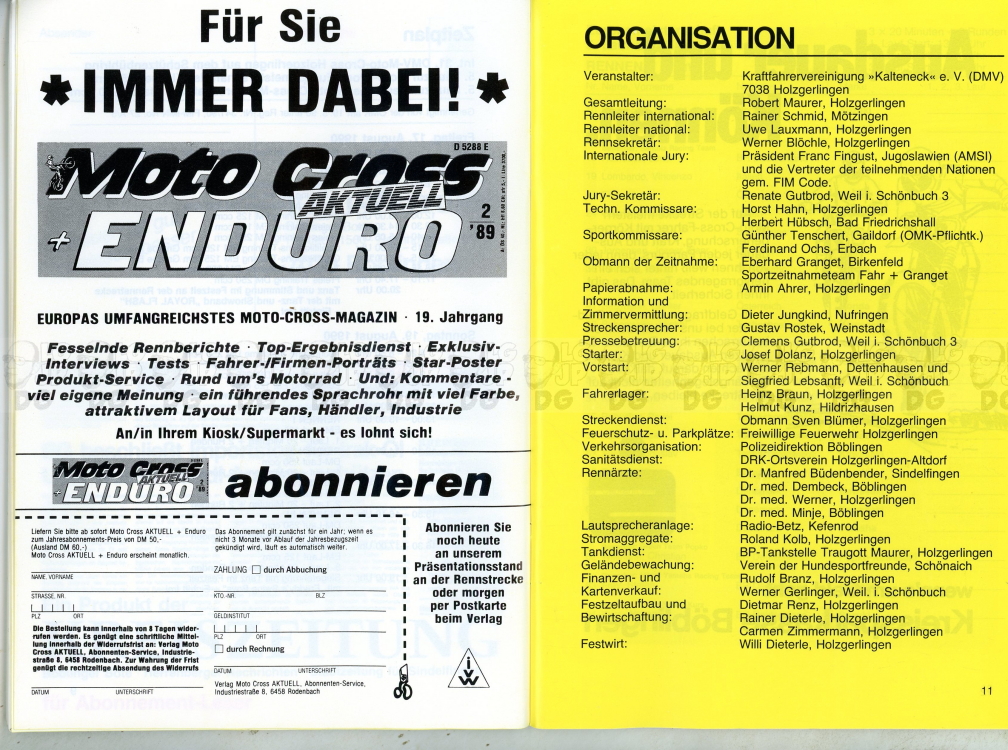 Für Sie
* IMMER DABEI! *
D 5288 E
Moto Cross
AKTUELL
+ ENDURO
2
'89
EUROPAS UMFANGREICHSTES MOTO-CROSS-MAGAZIN · 19. Jahrgang
Fesselnde Rennberichte · Top-Ergebnisdienst · Exklusiv-
Interviews · Tests · Fahrer-/Firmen-Porträts · Star-Poster
Produkt-Service · Rund um's Motorrad · Und: Kommentare -
viel eigene Meinung · ein führendes Sprachrohr mit viel Farbe,
attraktivem Layout für Fans, Händler, Industrie
An/in Ihrem Kiosk/Supermarkt - es lohnt sich!
Moto Cross
AKTUELL
+ ENDURO
2
'89
abonnieren
Liefern Sie bitte ab sofort Moto Cross AKTUELL + Enduro
zum Jahresabonnements-Preis von DM 50,-
(Ausland DM 60,-)
Moto Cross AKTUELL + Enduro erscheint monatlich.
NAME, VORNAME
STRASSE, NR.
PLZ ORT
Die Bestellung kann innerhalb von 8 Tagen wider-
rufen werden. Es genügt eine schriftliche Mittei-
lung innerhalb der Widerrufsfrist an: Verlag Moto
Cross AKTUELL, Abonnenten-Service, Industrie-
straße 8, 6458 Rodenbach. Zur Wahrung der Frist
genügt die rechtzeitige Absendung des Widerrufs
DATUM UNTERSCHRIFT
Das Abonnement gilt zunächst für ein Jahr; wenn es
nicht 3 Monate vor Ablauf der Jahresbezugszeit
gekündigt wird, läuft es automatisch weiter.
ZAHLUNG durch Abbuchung
KTO.-NR. BLZ
GELDINSTITUT
PLZ ORT
durch Rechnung
DATUM UNTERSCHRIFT
Verlag Moto Cross AKTUELL, Abonnenten-Service,
Industriestraße 8, 6458 Rodenbach
Abonnieren Sie
noch heute
an unserem
Präsentationsstand
an der Rennstrecke
oder morgen
per Postkarte
beim Verlag
IVW
ORGANISATION
Veranstalter: Kraftfahrervereinigung »Kalteneck« e. V. (DMV)
7038 Holzgerlingen
Gesamtleitung: Robert Maurer, Holzgerlingen
Rennleiter international: Rainer Schmid, Mötzingen
Rennleiter national: Uwe Lauxmann, Holzgerlingen
Rennsekretär: Werner Blöchle, Holzgerlingen
Internationale Jury: Präsident Franc Fingust, Jugoslawien (AMSI)
und die Vertreter der teilnehmenden Nationen
gem. FIM Code.
Jury-Sekretär: Renate Gutbrod, Weil i. Schönbuch 3
Techn. Kommissare: Horst Hahn, Holzgerlingen
Herbert Hübsch, Bad Friedrichshall
Sportkommissare: Günther Tenschert, Gaildorf (OMK-Pflichtk.)
Ferdinand Ochs, Erbach
Obmann der Zeitnahme: Eberhard Granget, Birkenfeld
Sportzeitnahmeteam Fahr + Granget
Papierabnahme: Armin Ahrer, Holzgerlingen
Information und
Zimmervermittlung: Dieter Jungkind, Nufringen
Streckensprecher: Gustav Rostek, Weinstadt
Pressebetreuung: Clemens Gutbrod, Weil i. Schönbuch 3
Starter: Josef Dolanz, Holzgerlingen
Vorstart: Werner Rebmann, Dettenhausen und
Siegfried Lebsanft, Weil i. Schönbuch
Fahrerlager: Heinz Braun, Holzgerlingen
Helmut Kunz, Hildrizhausen
Streckendienst: Obmann Sven Blümer, Holzgerlingen
Feuerschutz- u. Parkplätze: Freiwillige Feuerwehr Holzgerlingen
Verkehrsorganisation: Polizeidirektion Böblingen
Sanitätsdienst: DRK-Ortsverein Holzgerlingen-Altdorf
Rennärzte: Dr. Manfred Büdenbender, Sindelfingen
Dr. med. Dembeck, Böblingen
Dr. med. Werner, Holzgerlingen
Dr. med. Minje, Böblingen
Lautsprecheranlage: Radio-Betz, Kefenrod
Stromaggregate: Roland Kolb, Holzgerlingen
Tankdienst: BP-Tankstelle Traugott Maurer, Holzgerlingen
Geländebewachung: Verein der Hundesportfreunde, Schönaich
Finanzen- und Rudolf Branz, Holzgerlingen
Kartenverkauf: Werner Gerlinger, Weil. i. Schönbuch
Festzeltaufbau und Dietmar Renz, Holzgerlingen
Bewirtschaftung: Rainer Dieterle, Holzgerlingen
Carmen Zimmermann, Holzgerlingen
Festwirt: Willi Dieterle, Holzgerlingen
11